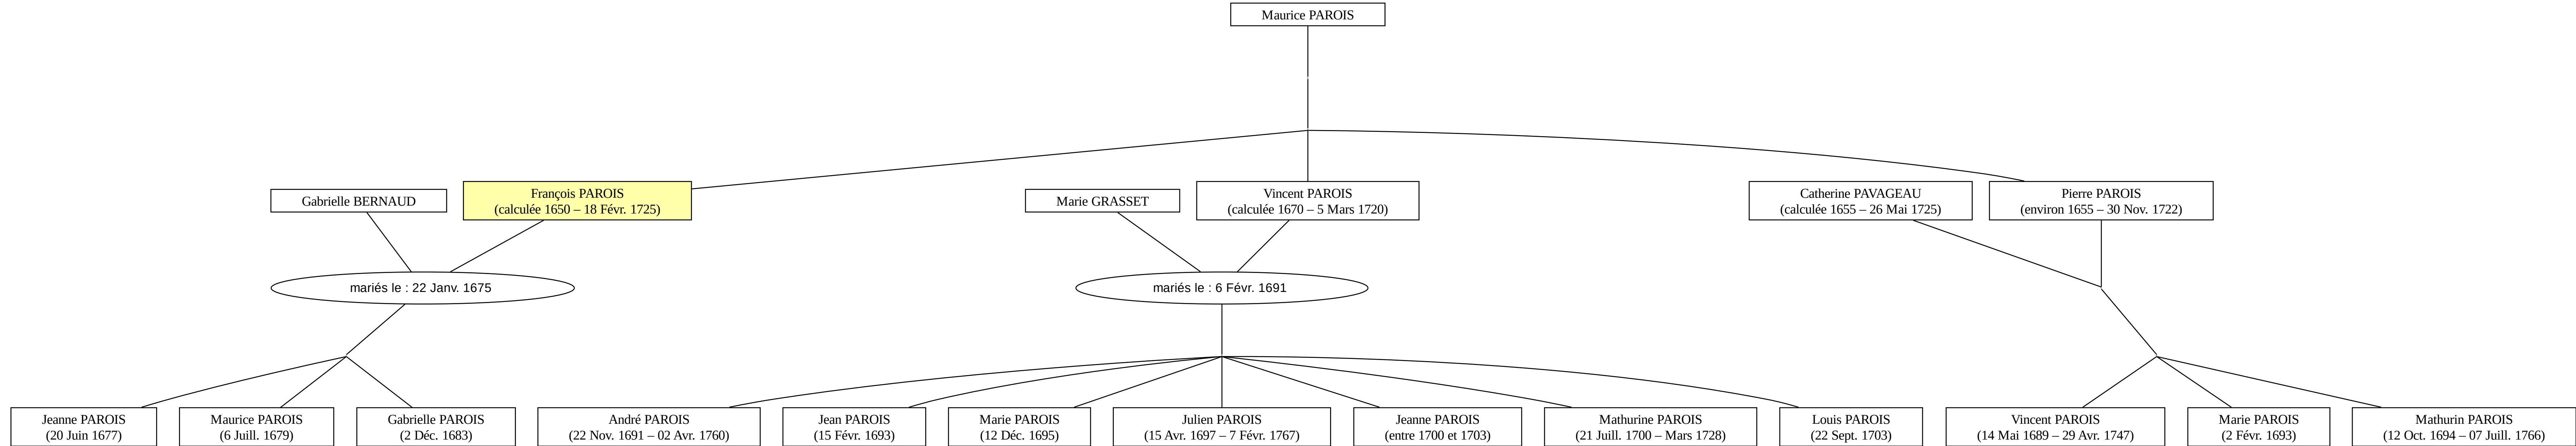 Maurice PAROIS
Gabrielle BERNAUD
François PAROIS
(calculée 1650 – 18 Févr. 1725)
Marie GRASSET
Vincent PAROIS
(calculée 1670 – 5 Mars 1720)
Catherine PAVAGEAU
(calculée 1655 – 26 Mai 1725)
Pierre PAROIS
(environ 1655 – 30 Nov. 1722)
mariés le : 22 Janv. 1675
mariés le : 6 Févr. 1691
Jeanne PAROIS
(20 Juin 1677)
Maurice PAROIS
(6 Juill. 1679)
Gabrielle PAROIS
(2 Déc. 1683)
André PAROIS
(22 Nov. 1691 – 02 Avr. 1760)
Jean PAROIS
(15 Févr. 1693)
Marie PAROIS
(12 Déc. 1695)
Julien PAROIS
(15 Avr. 1697 – 7 Févr. 1767)
Jeanne PAROIS
(entre 1700 et 1703)
Mathurine PAROIS
(21 Juill. 1700 – Mars 1728)
Louis PAROIS
(22 Sept. 1703)
Vincent PAROIS
(14 Mai 1689 – 29 Avr. 1747)
Marie PAROIS
(2 Févr. 1693)
Mathurin PAROIS
(12 Oct. 1694 – 07 Juill. 1766)